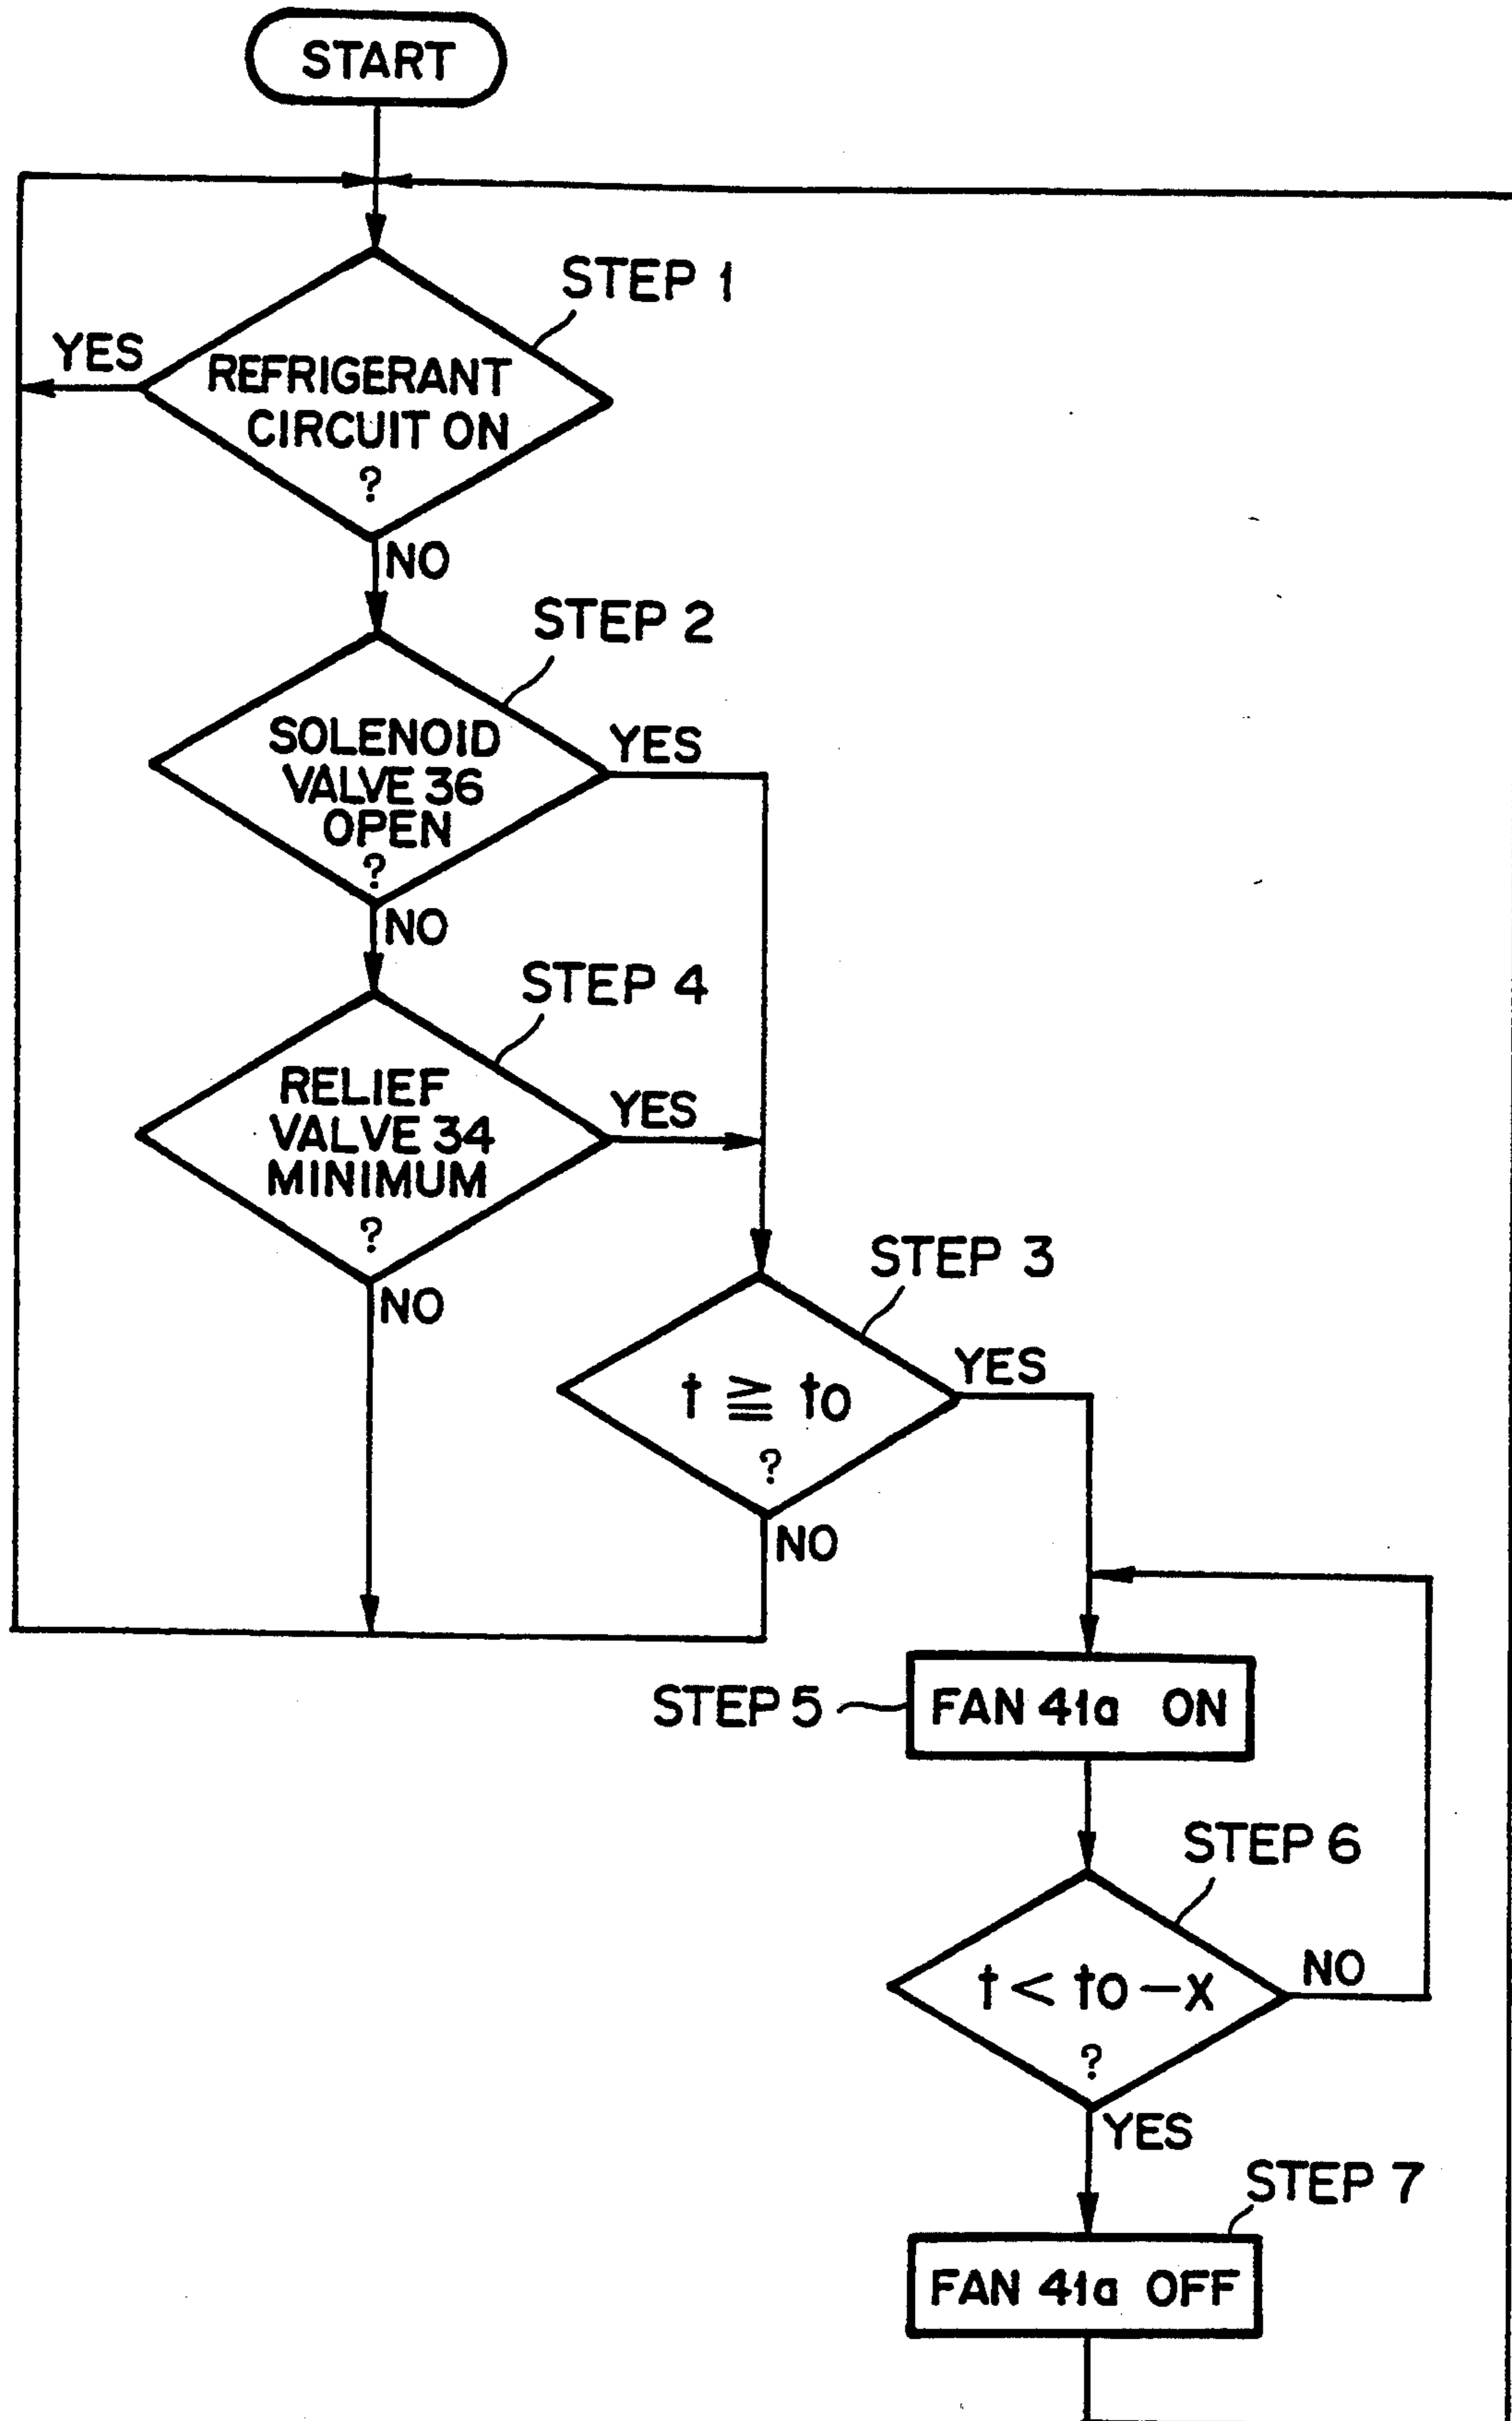 START
STEP 1
YES
REFRIGERANT
CIRCUIT ON
?
NO
STEP 2
SOLENOID
VALVE 36
OPEN
?
YES
NO
STEP 4
RELIEF
VALVE 34
MINIMUM
?
YES
NO
STEP 3
t ≧ to
?
YES
NO
STEP 5
FAN 41a ON
STEP 6
t < to - x
?
NO
YES
STEP 7
FAN 41a OFF